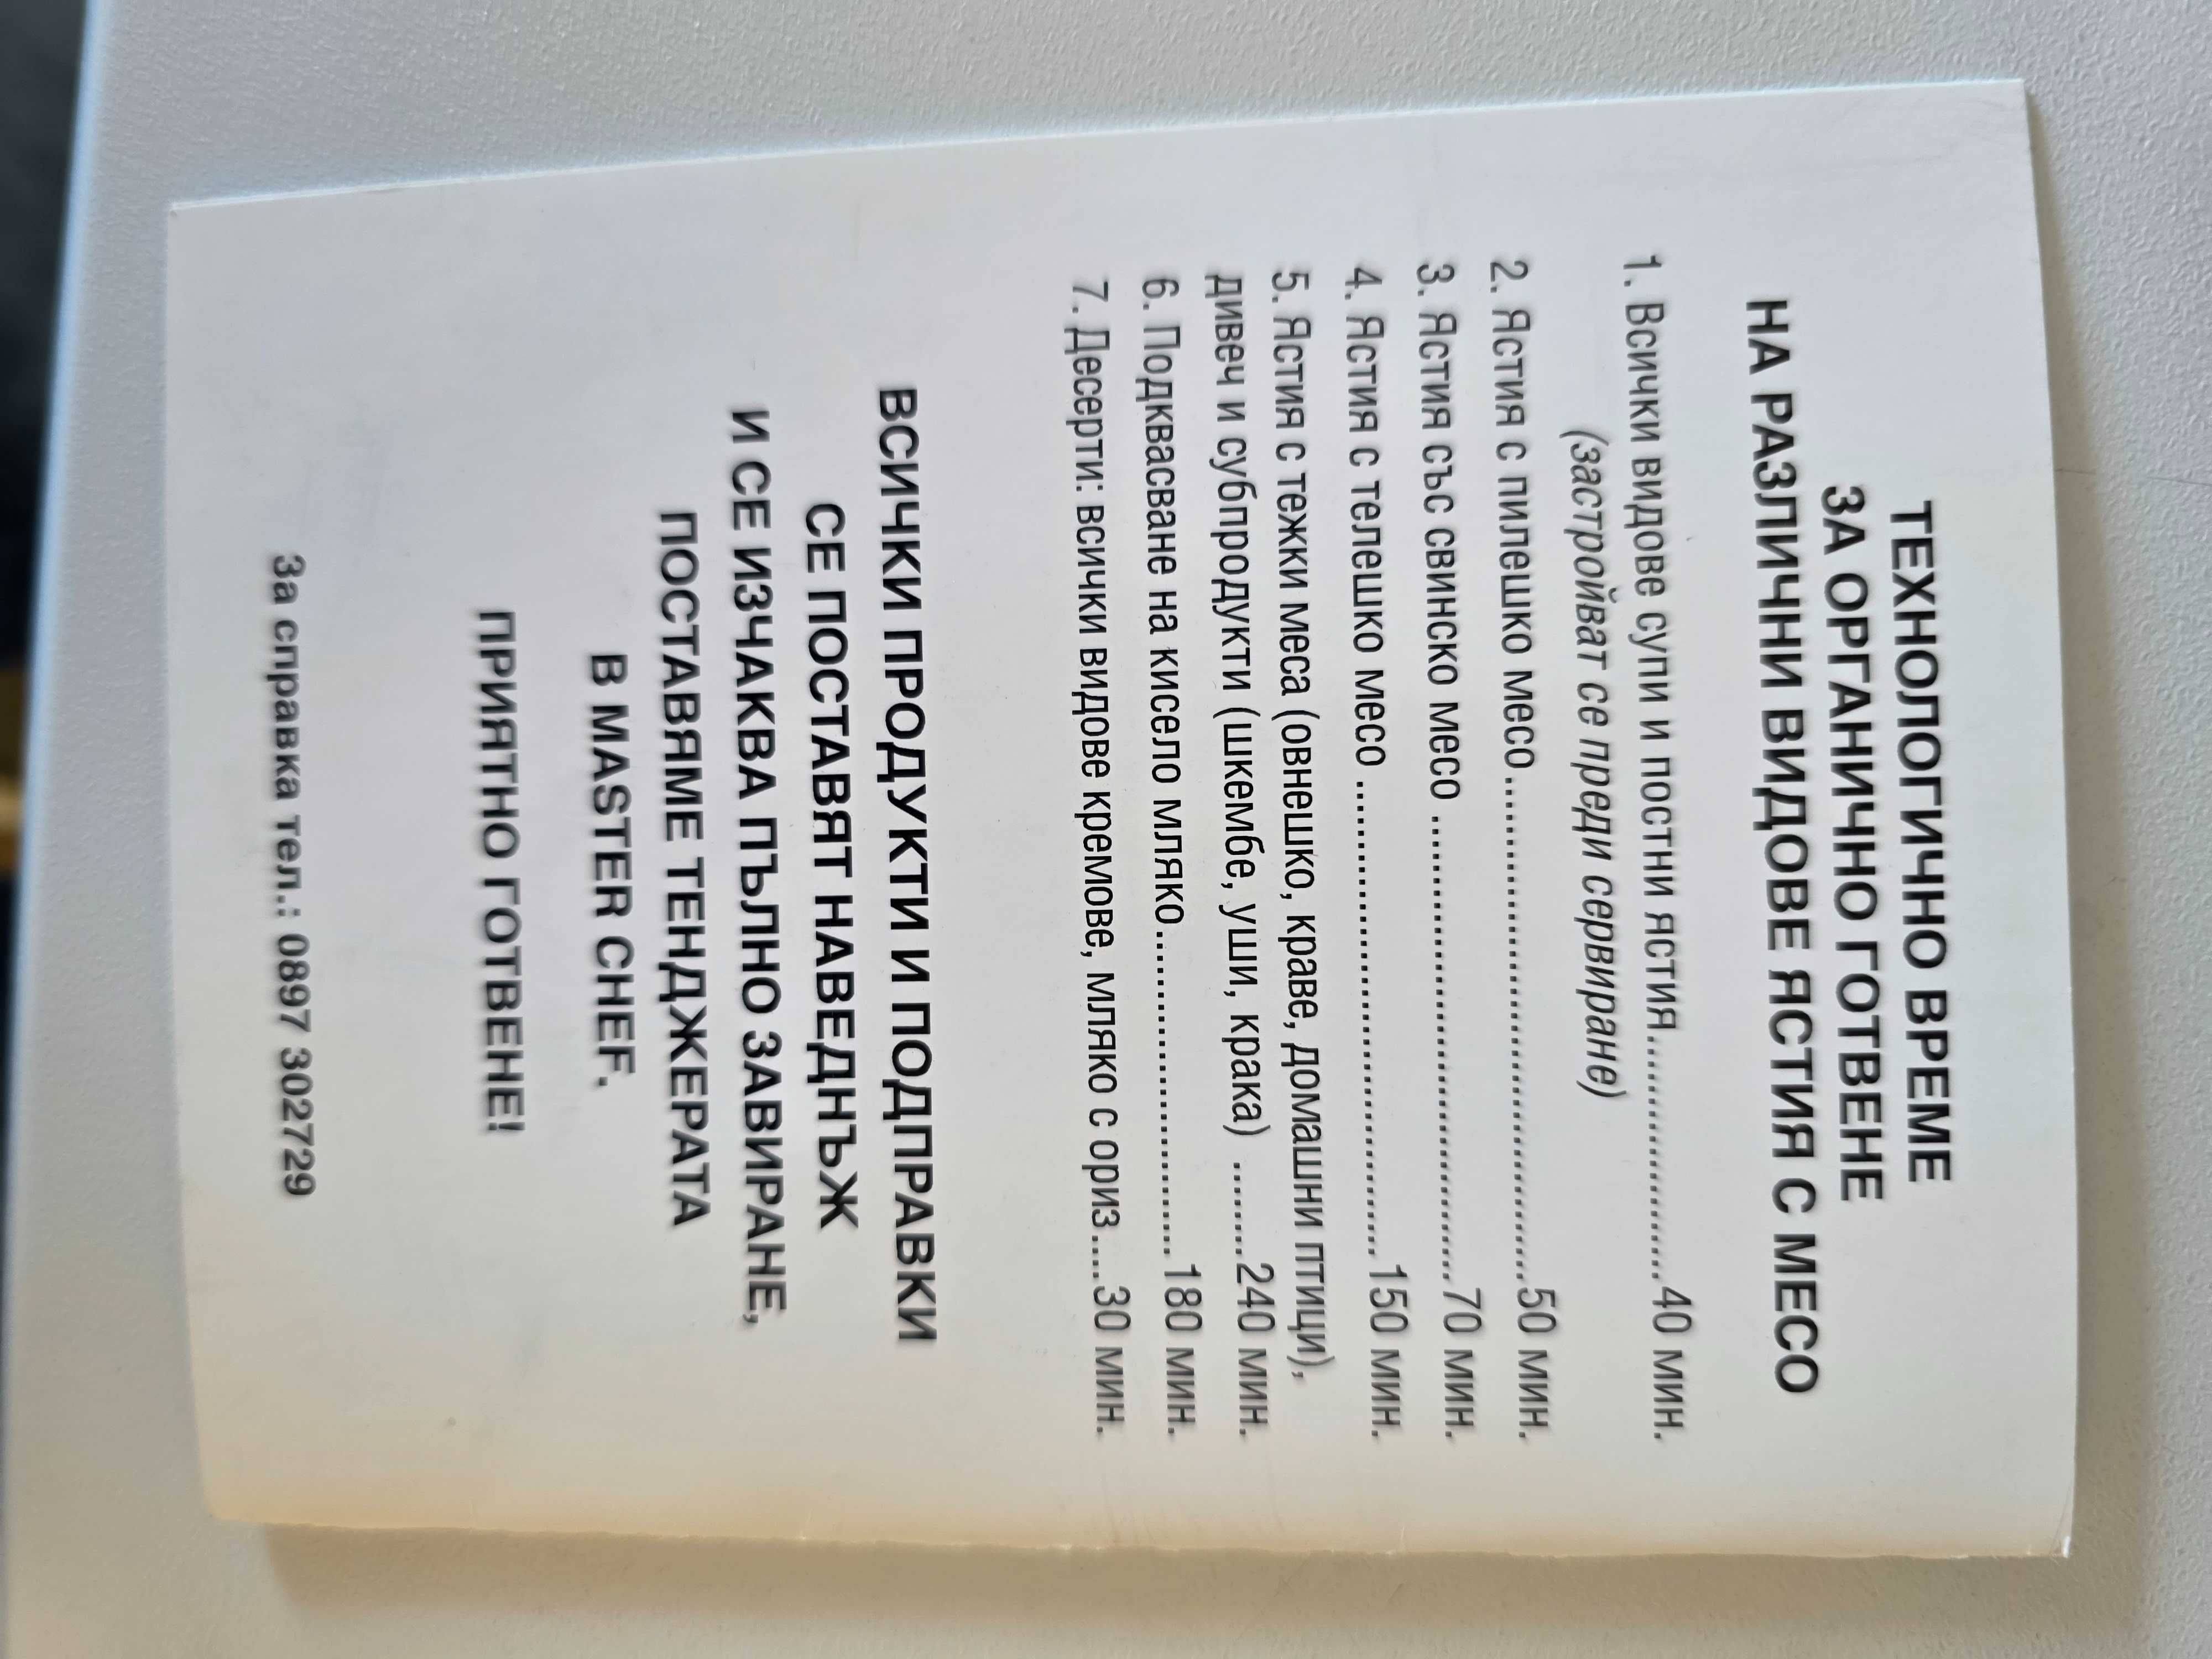 ТЕХНОЛОГИЧНО ВРЕМЕ
ЗА ОРГАНИЧНО ГОТВЕНЕ
НА РАЗЛИЧНИ ВИДОВЕ ЯСТИЯ С МЕСО
1. Всички видове супи и постни ястия..................40 мин.
(застройват се преди сервиране)
2. Ястия с пилешко месо....................................50 мин.
3. Ястия със свинско месо .................................70 мин.
4. Ястия с телешко месо ..................................150 мин.
5. Ястия с тежки меса (овнешко, краве, домашни птици),
дивеч и субпродукти (шкембе, уши, крака) .......240 мин.
6. Подквасване на кисело мляко.......................180 мин.
7. Десерти: всички видове кремове, мляко с ориз....30 мин.
ВСИЧКИ ПРОДУКТИ И ПОДПРАВКИ
СЕ ПОСТАВЯТ НАВЕДНЪЖ
И СЕ ИЗЧАКВА ПЪЛНО ЗАВИРАНЕ,
ПОСТАВЯМЕ ТЕНДЖЕРАТА
В MASTER CHEF.
ПРИЯТНО ГОТВЕНЕ!
За справка тел.: 0897 302729